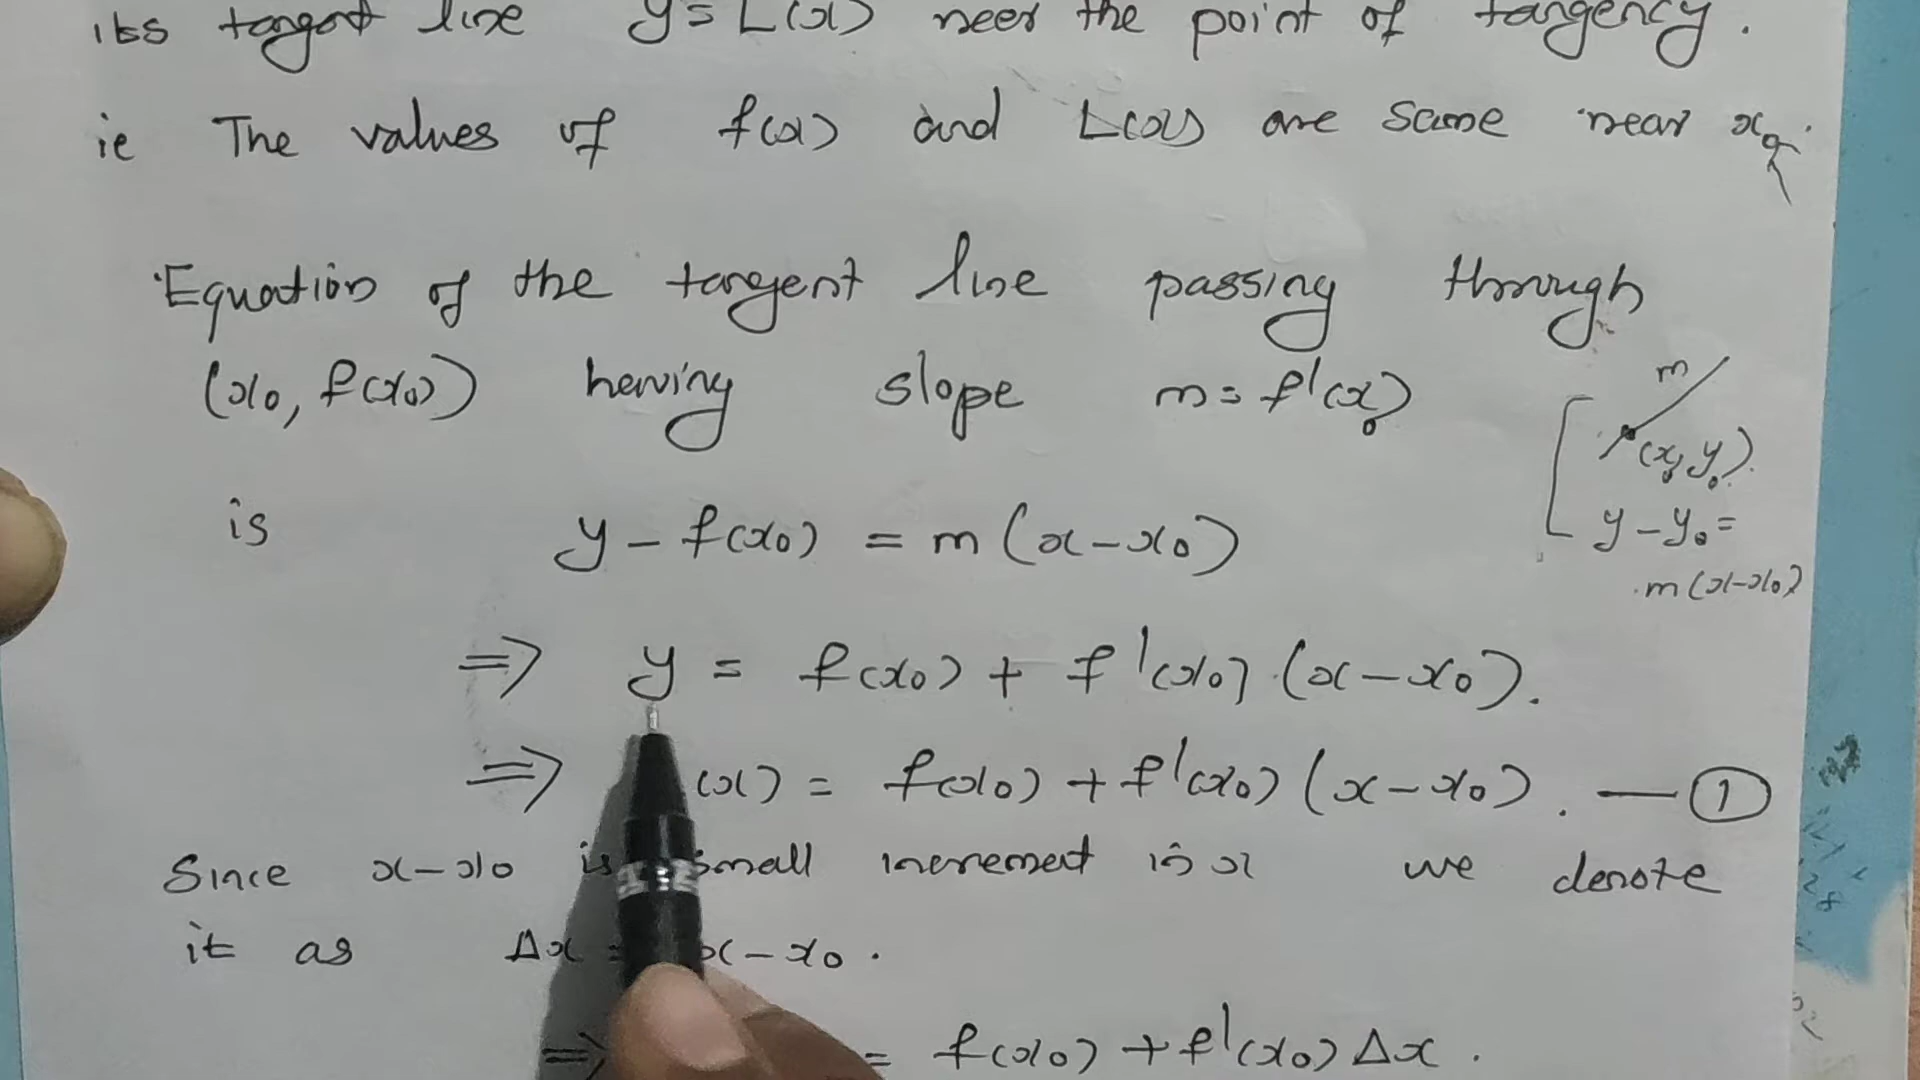 its tangent line y = L(x) near the point of tangency.
ie The values of f(x) and L(x) are same near x₀.
Equation of the tangent line passing through
(x₀, f(x₀)) having slope m = f'(x₀)
m
(x₀, y₀).
y - y₀ =
m(x-x₀)
is y - f(x₀) = m(x-x₀)
⇒ y = f(x₀) + f'(x₀) (x-x₀).
⇒ (x) = f(x₀) + f'(x₀) (x-x₀). — ①
Since x-x₀ is small increment in x we denote
it as Δx = x-x₀.
⇒ = f(x₀) + f'(x₀) Δx.